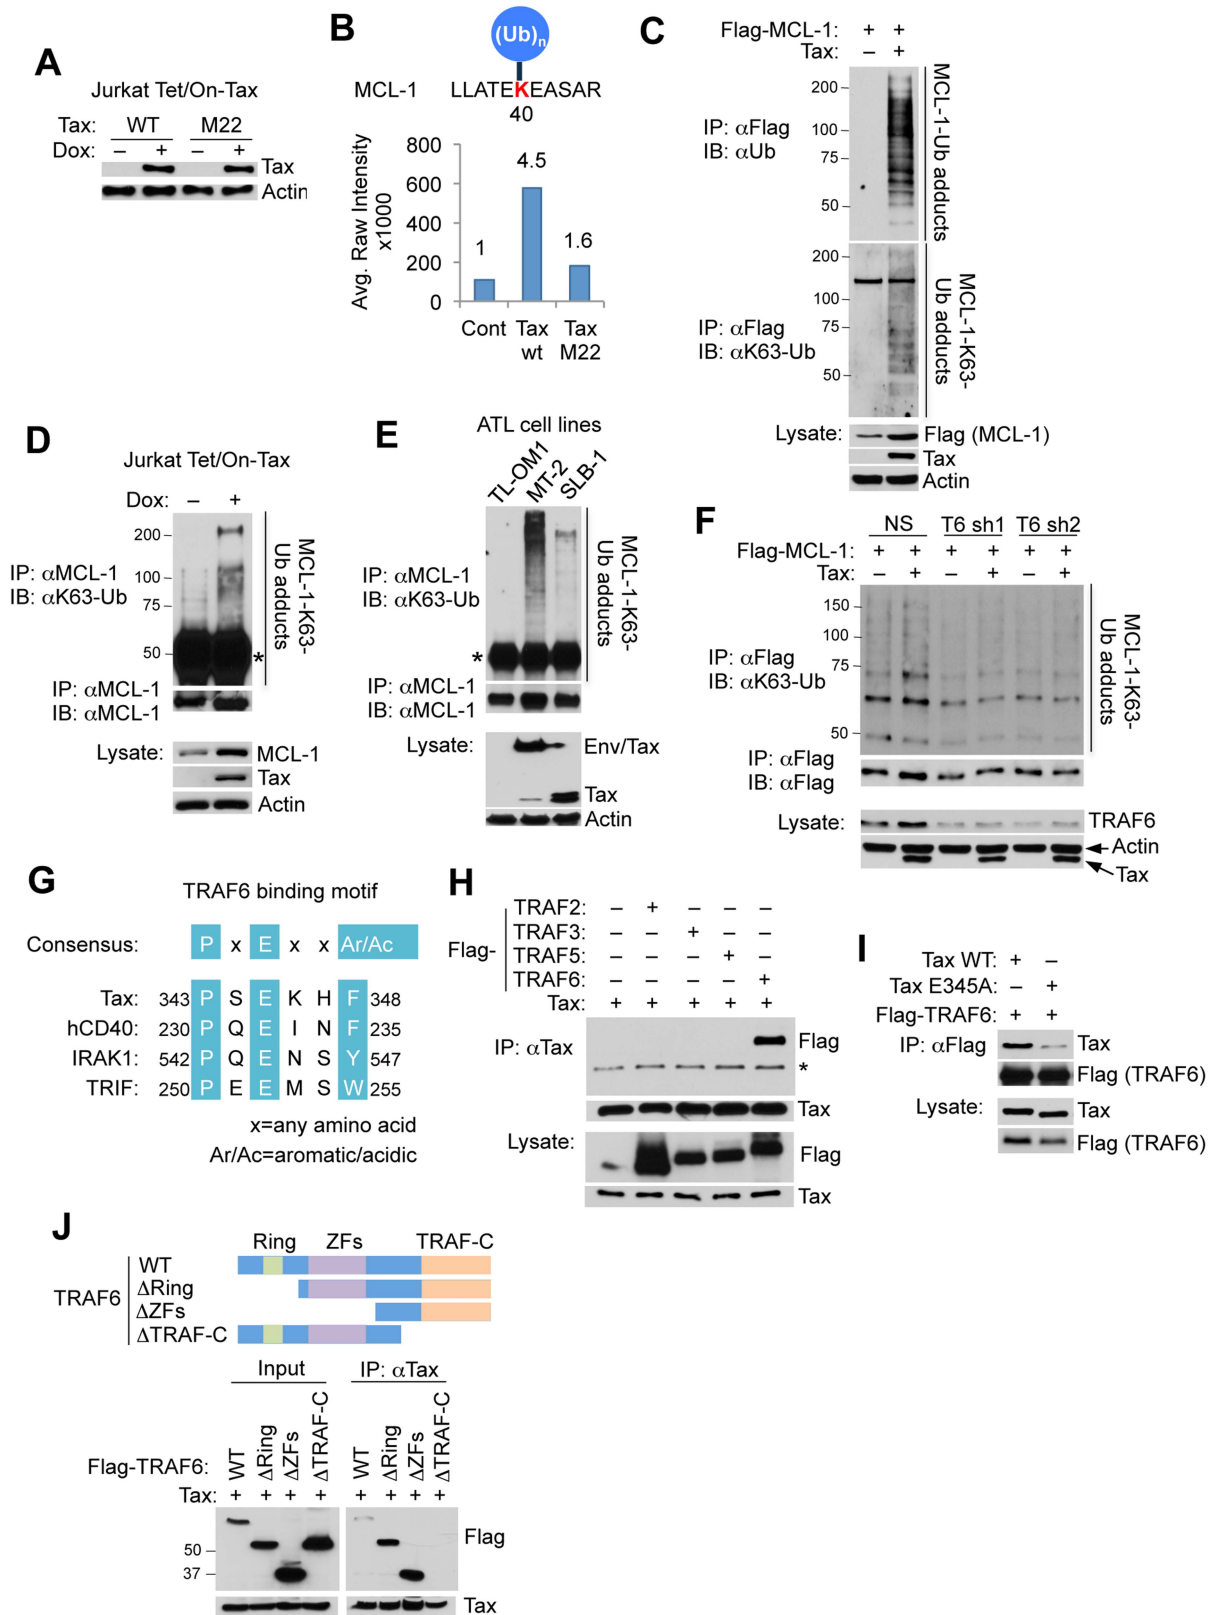 A
Jurkat Tet/On-Tax
Tax: WT M22
Dox: – + – +
Tax
Actin
B
(Ub)n
MCL-1 LLATEKEASAR
40
Avg. Raw Intensity
x1000
800
600
400
200
0
1
4.5
1.6
Cont Tax Tax
wt M22
C
Flag-MCL-1: + +
Tax: – +
200
100
75
50
IP: αFlag
IB: αUb
MCL-1-Ub adducts
200
100
75
50
IP: αFlag
IB: αK63-Ub
MCL-1-K63-
Ub adducts
Lysate: Flag (MCL-1)
Tax
Actin
D
Jurkat Tet/On-Tax
Dox: – +
200
100
75
50
IP: αMCL-1
IB: αK63-Ub
*
MCL-1-K63-
Ub adducts
IP: αMCL-1
IB: αMCL-1
Lysate: MCL-1
Tax
Actin
E
ATL cell lines
TL-OM1
MT-2
SLB-1
IP: αMCL-1
IB: αK63-Ub
*
MCL-1-K63-
Ub adducts
IP: αMCL-1
IB: αMCL-1
Lysate: Env/Tax
Tax
Actin
F
NS T6 sh1 T6 sh2
Flag-MCL-1: + + + + + +
Tax: – + – + – +
150
100
75
50
IP: αFlag
IB: αK63-Ub
MCL-1-K63-
Ub adducts
IP: αFlag
IB: αFlag
Lysate: TRAF6
Actin
Tax
G
TRAF6 binding motif
Consensus: P x E x x Ar/Ac
Tax: 343 P S E K H F 348
hCD40: 230 P Q E I N F 235
IRAK1: 542 P Q E N S Y 547
TRIF: 250 P E E M S W 255
x=any amino acid
Ar/Ac=aromatic/acidic
H
Flag-
TRAF2: – + – – –
TRAF3: – – + – –
TRAF5: – – – + –
TRAF6: – – – – +
Tax: + + + + +
IP: αTax Flag
*
Tax
Lysate: Flag
Tax
I
Tax WT: + –
Tax E345A: – +
Flag-TRAF6: + +
IP: αFlag Tax
Flag (TRAF6)
Lysate: Tax
Flag (TRAF6)
J
Ring ZFs TRAF-C
TRAF6
WT
ΔRing
ΔZFs
ΔTRAF-C
Input IP: αTax
Flag-TRAF6: WT ΔRing ΔZFs ΔTRAF-C WT ΔRing ΔZFs ΔTRAF-C
Tax: + + + + + + + +
50
37
Flag
Tax